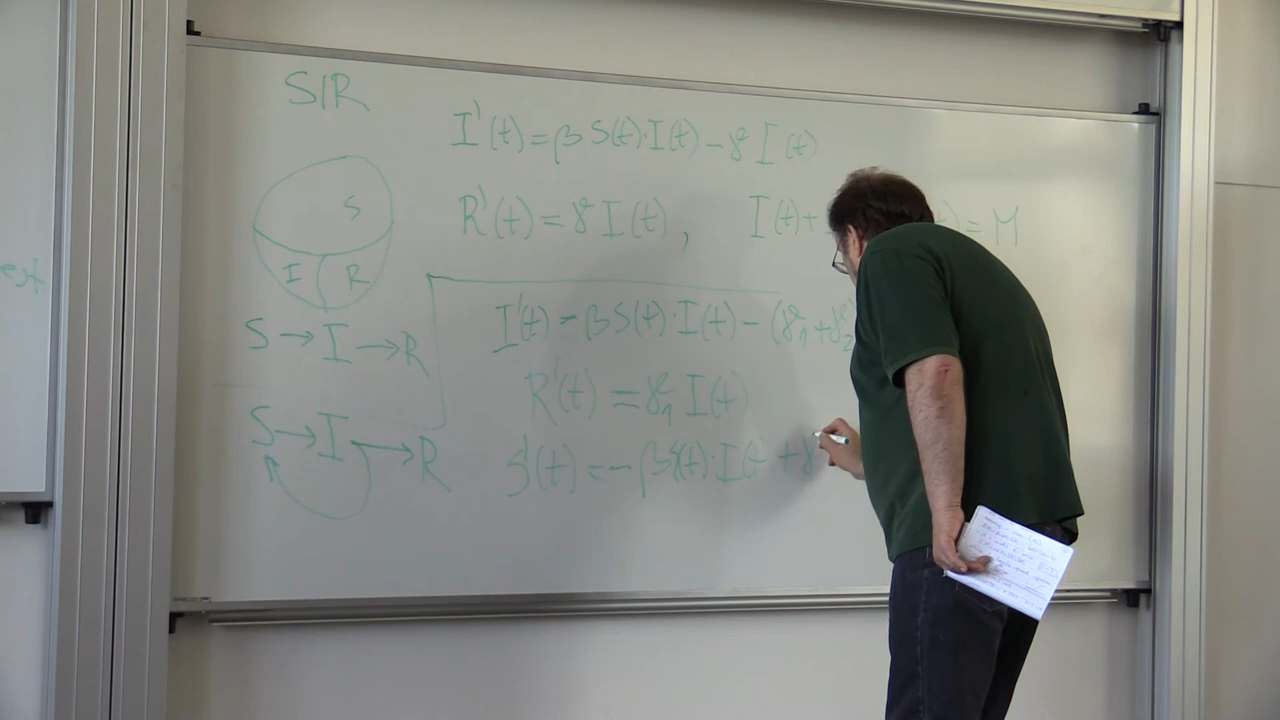 SIR
I'(t) = β S(t)·I(t) − γ I(t)
S
R'(t) = γ I(t), I(t)+ ) = M
I R
I'(t) = β S(t)·I(t) − (γ₁+γ₂
S → I → R
R'(t) = γ₁ I(t)
S → I → R
S'(t) = − β S(t)·I(t + γ